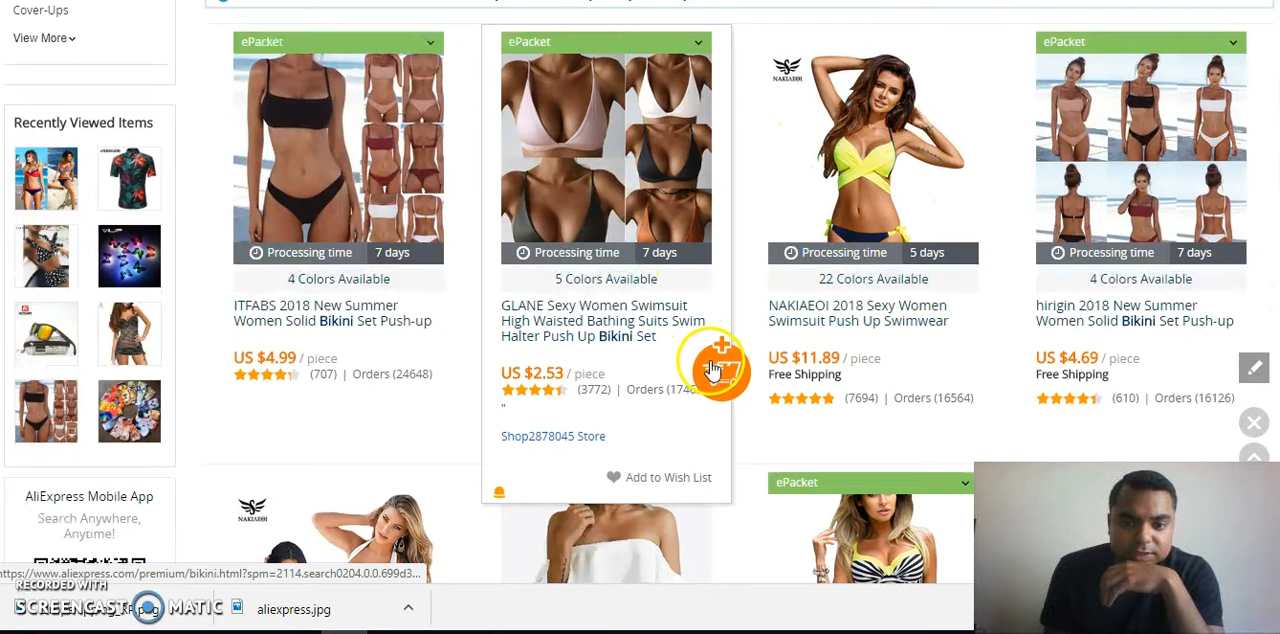 Cover-Ups
View More
Recently Viewed Items
AliExpress Mobile App
Search Anywhere,
Anytime!
ePacket
Processing time 7 days
4 Colors Available
ITFABS 2018 New Summer
Women Solid Bikini Set Push-up
US $4.99 / piece
(707) | Orders (24648)
ePacket
Processing time 7 days
5 Colors Available
GLANE Sexy Women Swimsuit
High Waisted Bathing Suits Swim
Halter Push Up Bikini Set
US $2.53 / piece
(3772) | Orders
"
Shop2878045 Store
Add to Wish List
NAKIAEOI
Processing time 5 days
22 Colors Available
NAKIAEOI 2018 Sexy Women
Swimsuit Push Up Swimwear
US $11.89 / piece
Free Shipping
(7694) | Orders (16564)
ePacket
Processing time 7 days
4 Colors Available
hirigin 2018 New Summer
Women Solid Bikini Set Push-up
US $4.69 / piece
Free Shipping
(610) | Orders (16126)
NAKIAEOI
ePacket
https://www.aliexpress.com/premium/bikini.html?spm=2114.search0204.0.0.699d3...
RECORDED WITH
SCREENCAST MATIC
aliexpress.jpg